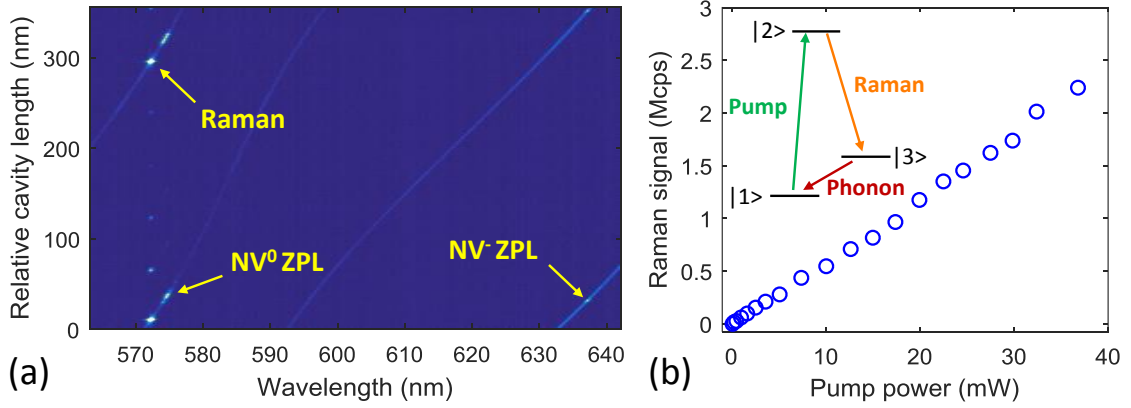 Relative cavity length (nm)
300
200
100
0
Raman
NV⁰ ZPL
NV⁻ ZPL
570 580 590 600 610 620 630 640
Wavelength (nm)
(a)
Raman signal (Mcps)
3
2.5
2
1.5
1
0.5
0
|2>
Pump
Raman
|3>
|1>
Phonon
0 10 20 30 40
Pump power (mW)
(b)